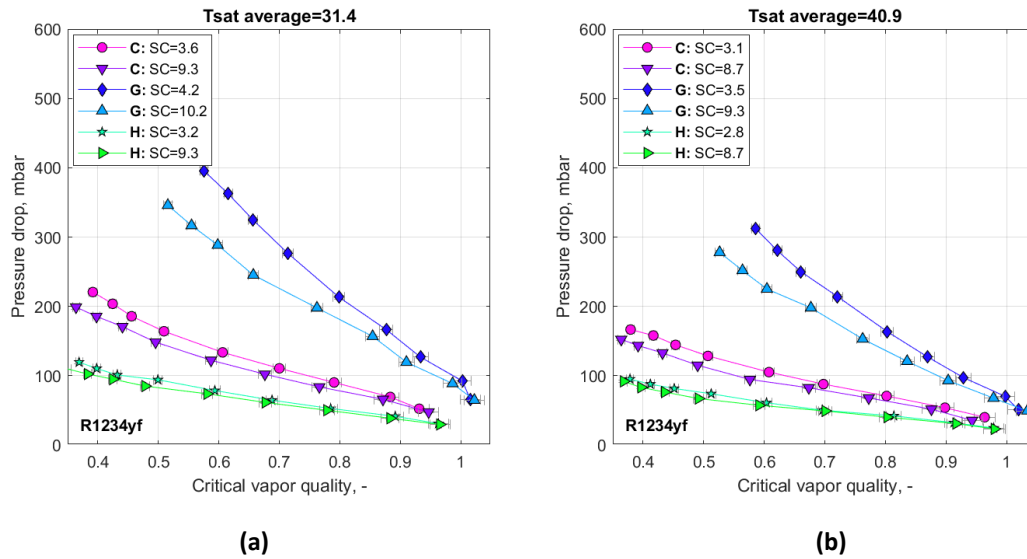 Tsat average=31.4
600
500
400
300
200
100
0
Pressure drop, mbar
C: SC=3.6
C: SC=9.3
G: SC=4.2
G: SC=10.2
H: SC=3.2
H: SC=9.3
R1234yf
0.4 0.5 0.6 0.7 0.8 0.9 1
Critical vapor quality, -
(a)
Tsat average=40.9
600
500
400
300
200
100
0
Pressure drop, mbar
C: SC=3.1
C: SC=8.7
G: SC=3.5
G: SC=9.3
H: SC=2.8
H: SC=8.7
R1234yf
0.4 0.5 0.6 0.7 0.8 0.9 1
Critical vapor quality, -
(b)